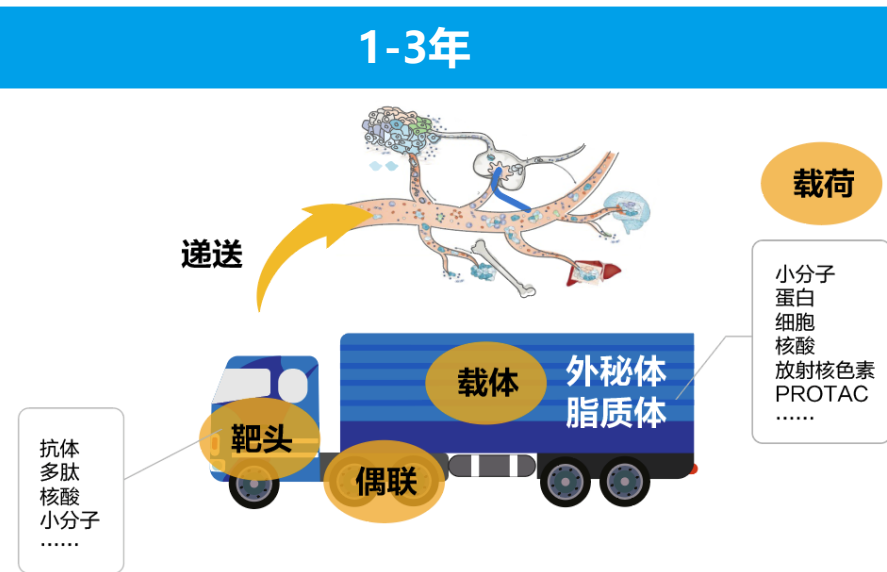 1-3年
递送
载荷
小分子
蛋白
细胞
核酸
放射核色素
PROTAC
……
载体
外秘体
脂质体
靶头
偶联
抗体
多肽
核酸
小分子
……